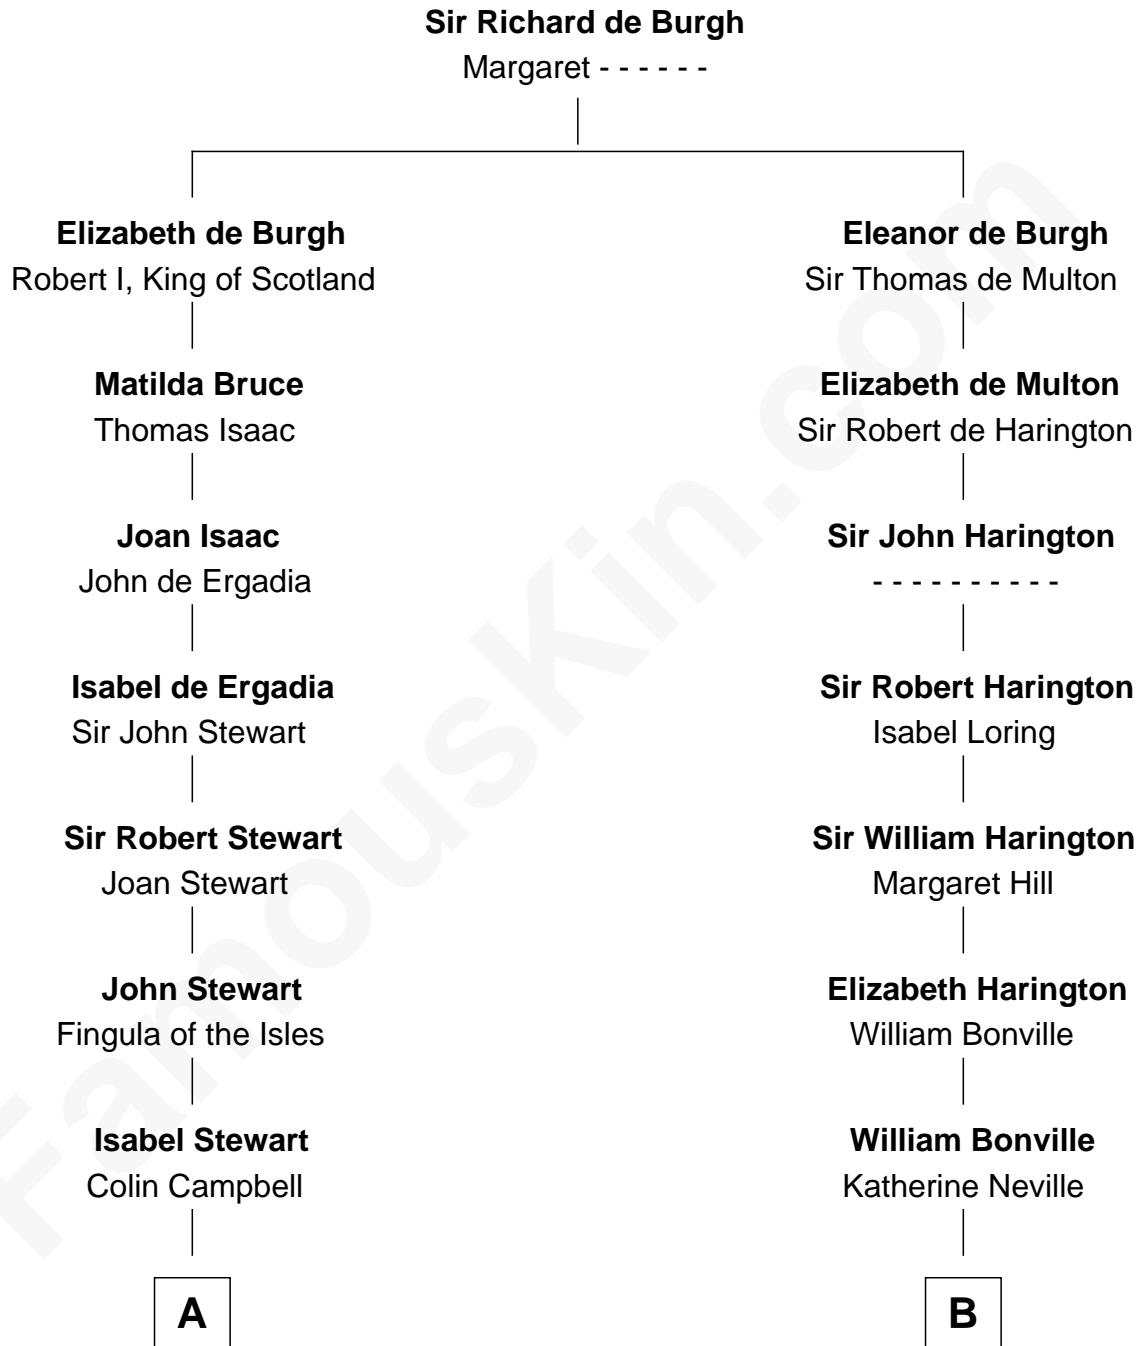 Sir Richard de Burgh
Margaret - - - - - -
Elizabeth de Burgh
Robert I, King of Scotland
Eleanor de Burgh
Sir Thomas de Multon
Matilda Bruce
Thomas Isaac
Elizabeth de Multon
Sir Robert de Harington
Joan Isaac
John de Ergadia
Sir John Harington
- - - - - - - - - -
Isabel de Ergadia
Sir John Stewart
Sir Robert Harington
Isabel Loring
Sir Robert Stewart
Joan Stewart
Sir William Harington
Margaret Hill
John Stewart
Fingula of the Isles
Elizabeth Harington
William Bonville
Isabel Stewart
Colin Campbell
William Bonville
Katherine Neville
A
B
FamousKin.com